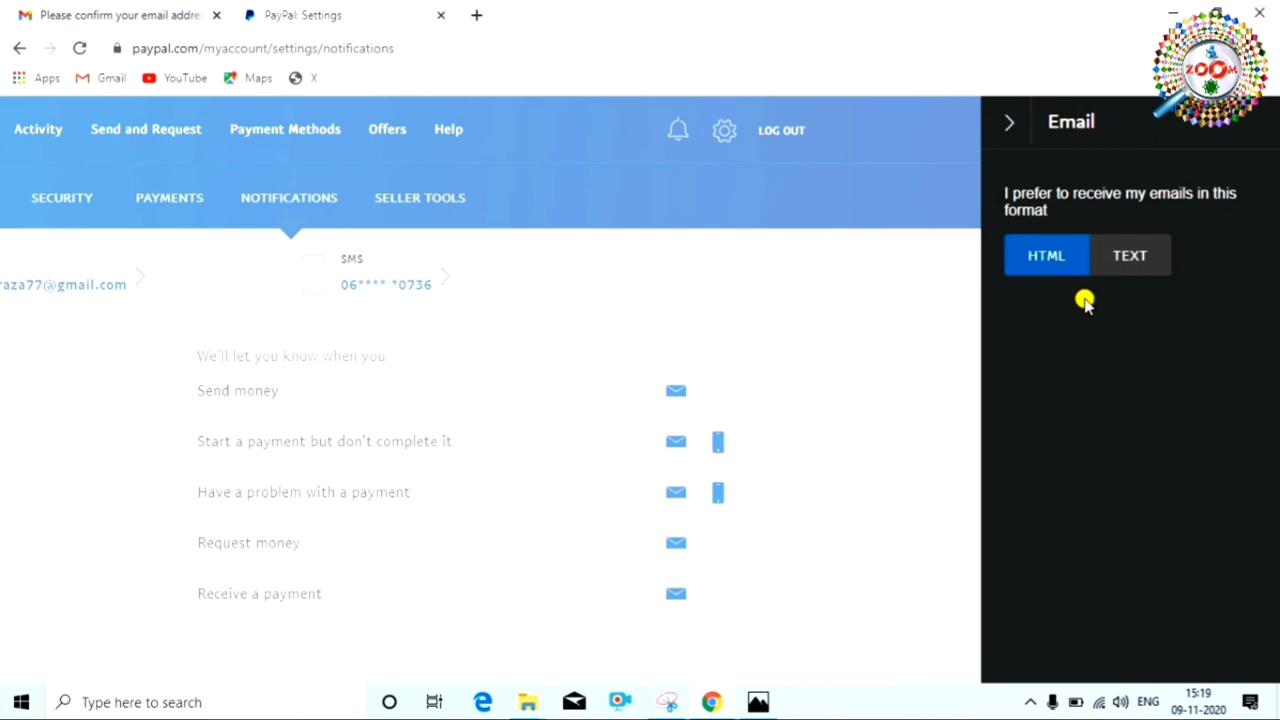 Please confirm your email addre
PayPal: Settings
paypal.com/myaccount/settings/notifications
Apps
Gmail
YouTube
Maps
X
ZOOM
Activity
Send and Request
Payment Methods
Offers
Help
LOG OUT
Email
SECURITY
PAYMENTS
NOTIFICATIONS
SELLER TOOLS
I prefer to receive my emails in this
format
HTML
TEXT
SMS
raza77@gmail.com
06**** *0736
We'll let you know when you
Send money
Start a payment but don't complete it
Have a problem with a payment
Request money
Receive a payment
Type here to search
ENG
15:19
09-11-2020